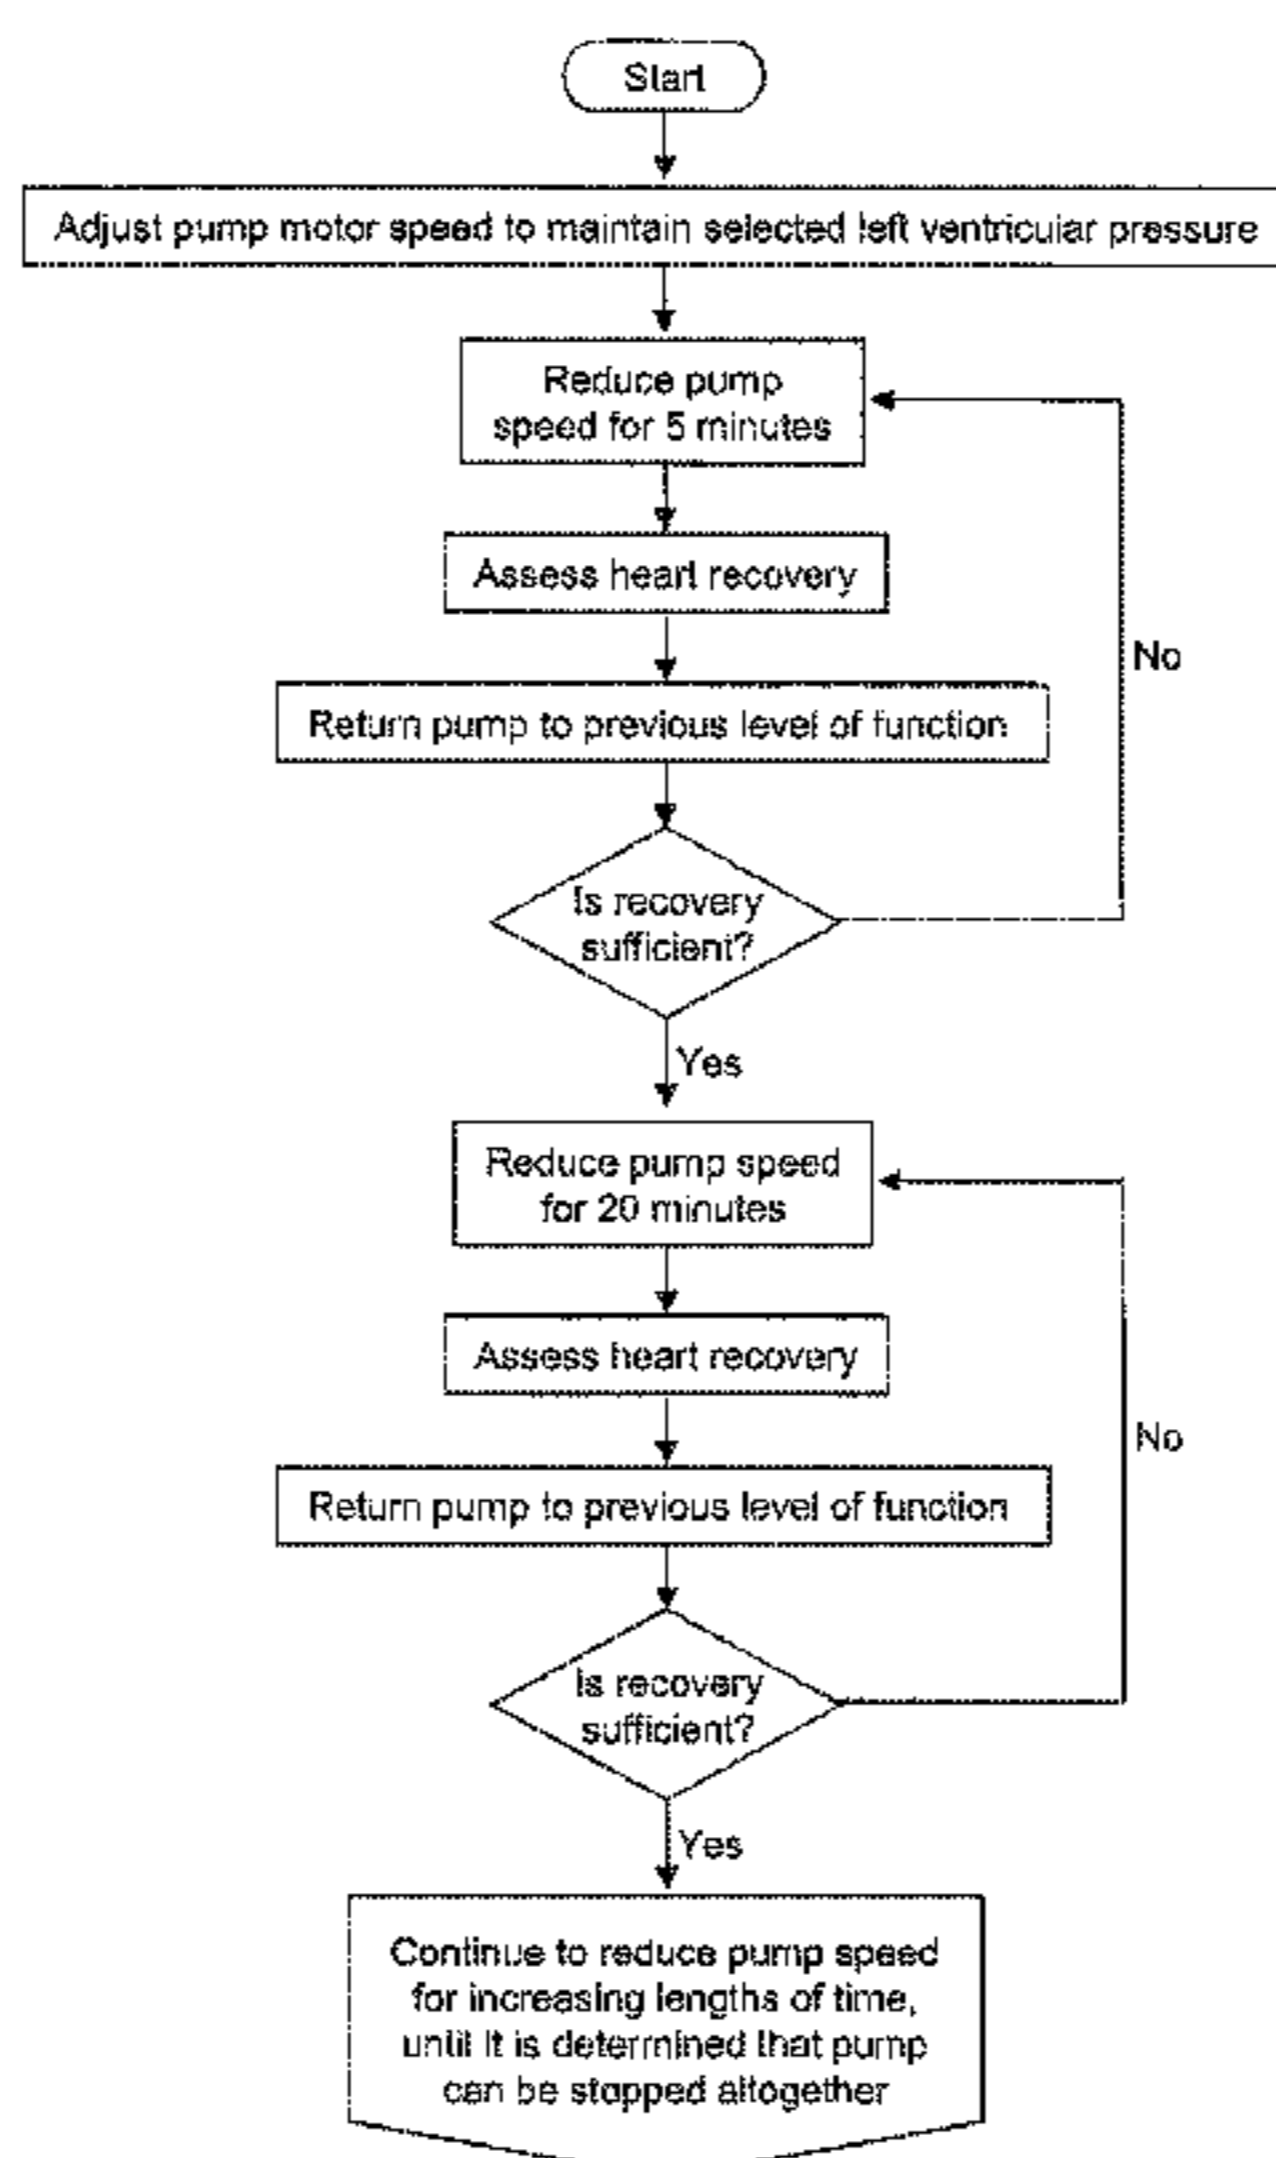 Start
Adjust pump motor speed to maintain selected left ventricular pressure
Reduce pump
speed for 5 minutes
Assess heart recovery
No
Return pump to previous level of function
Is recovery
sufficient?
Yes
Reduce pump speed
for 20 minutes
Assess heart recovery
No
Return pump to previous level of function
Is recovery
sufficient?
Yes
Continue to reduce pump speed
for increasing lengths of time,
until it is determined that pump
can be stopped altogether